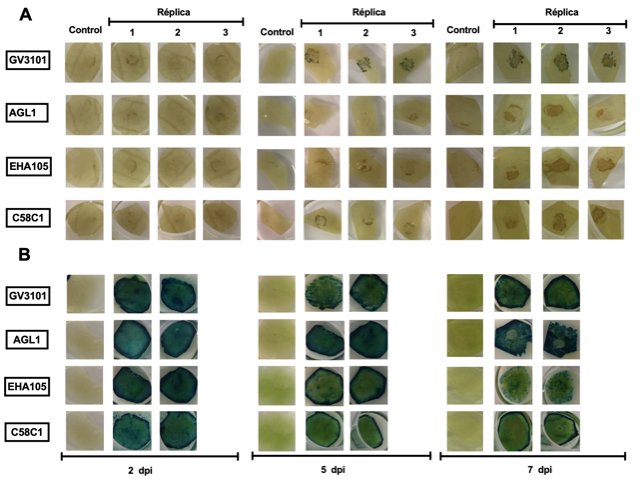 A
Réplica
Réplica
Réplica
Control 1 2 3 Control 1 2 3 Control 1 2 3
GV3101
AGL1
EHA105
C58C1
B
GV3101
AGL1
EHA105
C58C1
2 dpi 5 dpi 7 dpi